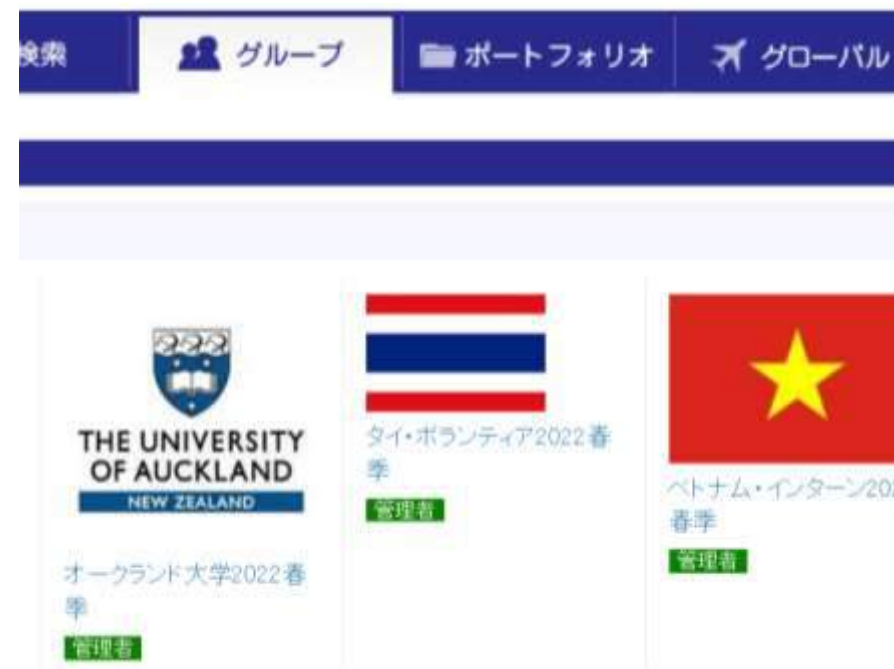 検索
グループ
ポートフォリオ
グローバル
THE UNIVERSITY
OF AUCKLAND
NEW ZEALAND
オークランド大学2022春
季
管理者
タイ・ボランティア2022春
季
管理者
ベトナム・インターン202
春季
管理者